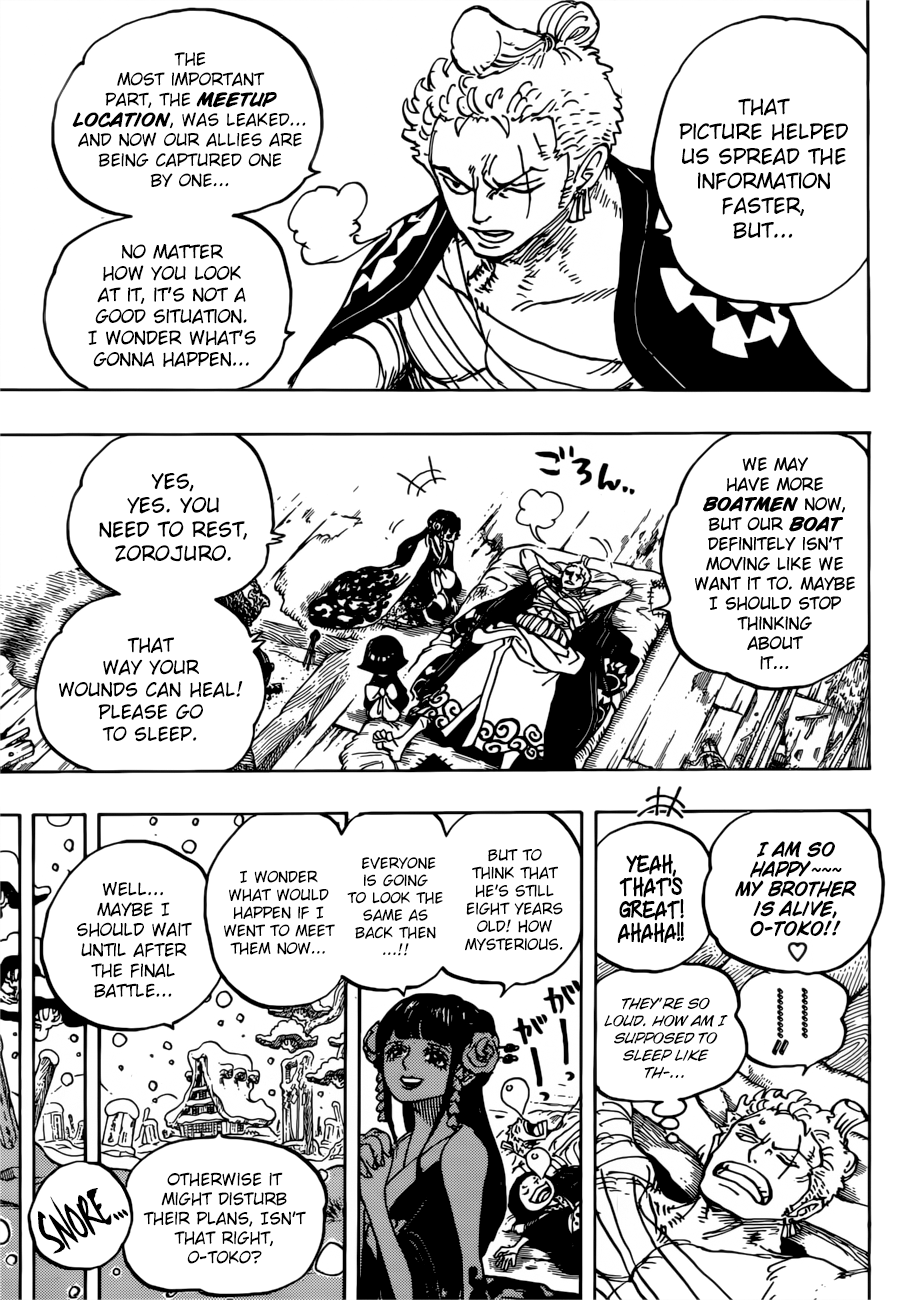 THAT
PICTURE HELPED
US SPREAD THE
INFORMATION
FASTER,
BUT...
THE
MOST IMPORTANT
PART, THE MEETUP
LOCATION, WAS LEAKED...
AND NOW OUR ALLIES ARE
BEING CAPTURED ONE
BY ONE...
NO MATTER
HOW YOU LOOK
AT IT, IT'S NOT A
GOOD SITUATION.
I WONDER WHAT'S
GONNA HAPPEN...
WE MAY
HAVE MORE
BOATMEN NOW,
BUT OUR BOAT
DEFINITELY ISN'T
MOVING LIKE WE
WANT IT TO. MAYBE
I SHOULD STOP
THINKING
ABOUT
IT...
ごろん..
YES,
YES. YOU
NEED TO REST,
ZOROJURO.
THAT
WAY YOUR
WOUNDS CAN HEAL!
PLEASE GO
TO SLEEP.
I AM SO
HAPPY~~~
MY BROTHER
IS ALIVE,
O-TOKO!!
♡
YEAH,
THAT'S
GREAT!
AHAHA!!
..........!!
THEY'RE SO
LOUD. HOW AM I
SUPPOSED TO
SLEEP LIKE
TH-...
BUT TO
THINK THAT
HE'S STILL
EIGHT YEARS
OLD! HOW
MYSTERIOUS.
EVERYONE
IS GOING
TO LOOK THE
SAME AS
BACK THEN
...!!
がガーー
I WONDER
WHAT WOULD
HAPPEN IF I
WENT TO MEET
THEM NOW...
WELL...
MAYBE I
SHOULD WAIT
UNTIL AFTER
THE FINAL
BATTLE...
OTHERWISE IT
MIGHT DISTURB
THEIR PLANS, ISN'T
THAT RIGHT,
O-TOKO?
SNORE...